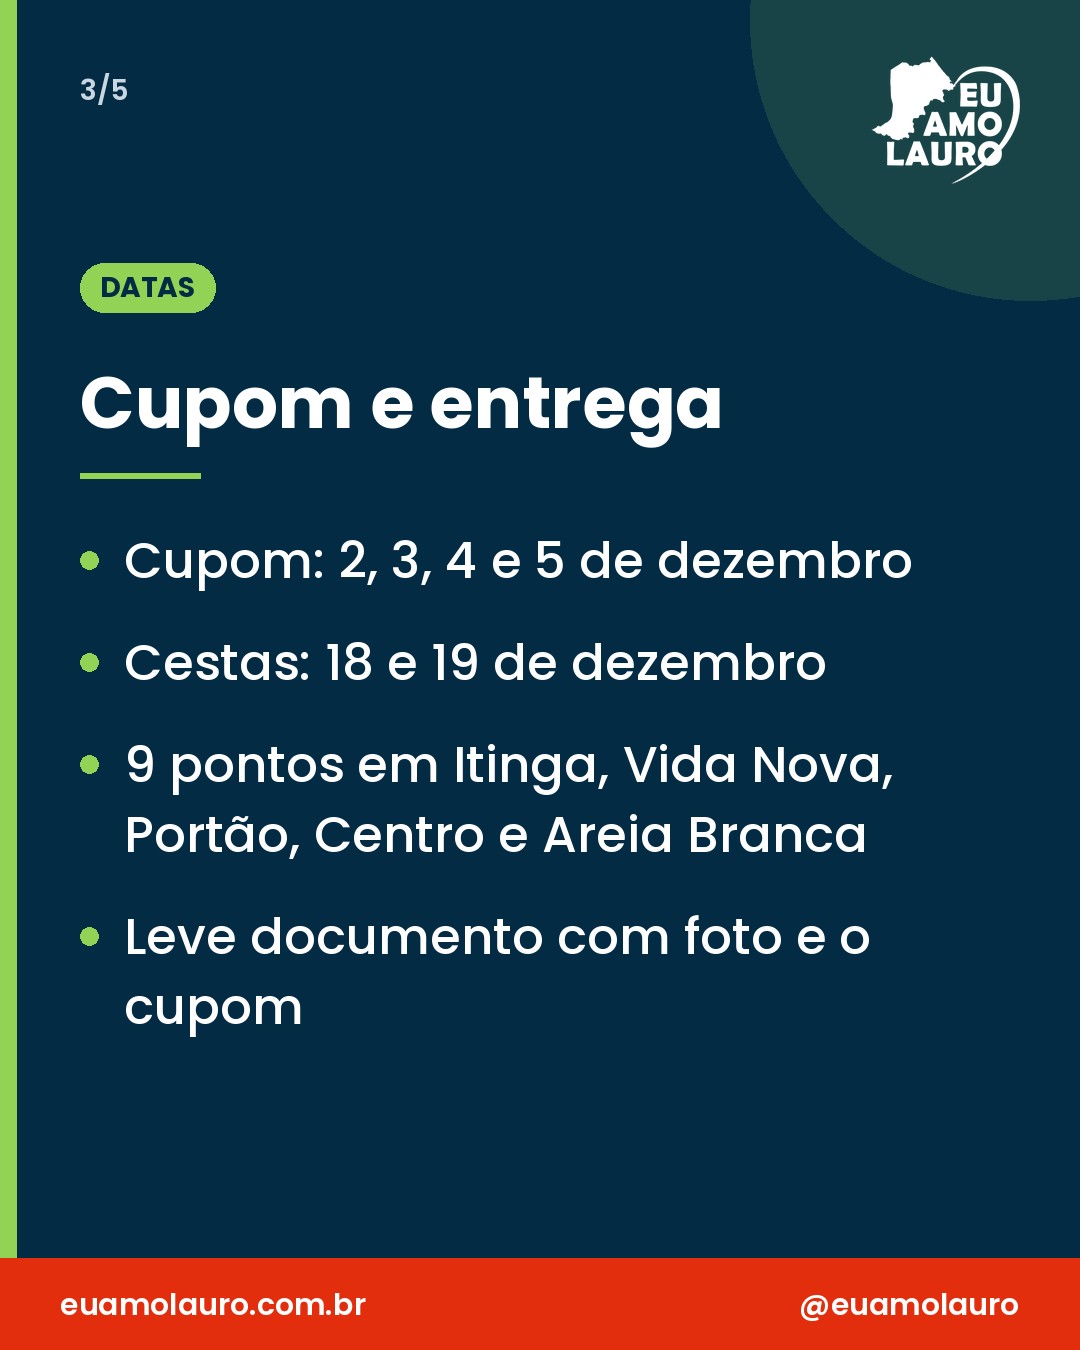 3/5
EU
AMO
LAURO
DATAS
Cupom e entrega
Cupom: 2, 3, 4 e 5 de dezembro
Cestas: 18 e 19 de dezembro
9 pontos em Itinga, Vida Nova,
Portão, Centro e Areia Branca
Leve documento com foto e o
cupom
euamolauro.com.br
@euamolauro